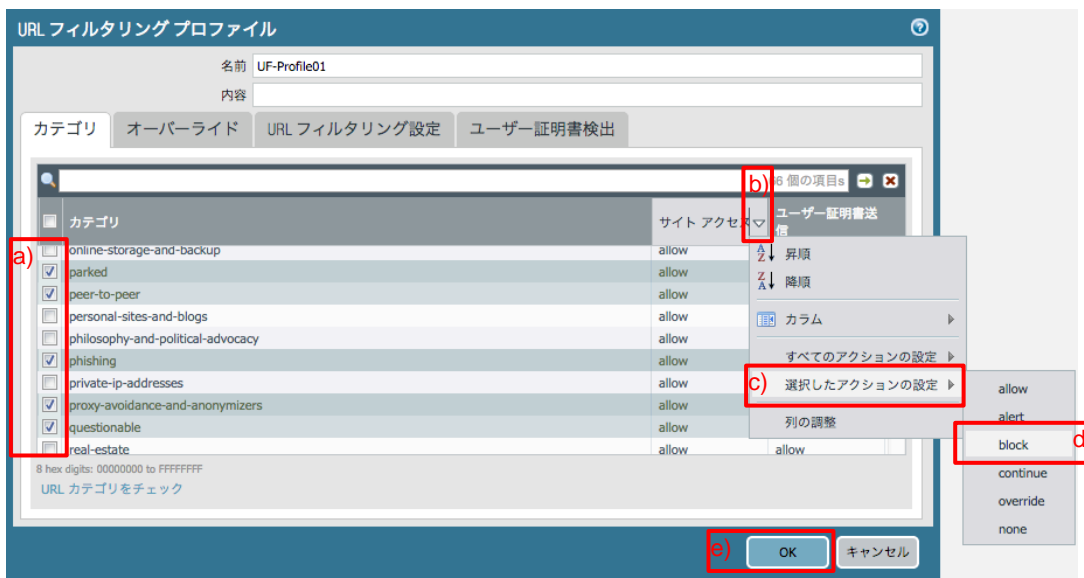 URL フィルタリング プロファイル
名前 UF-Profile01
内容
カテゴリ オーバーライド URL フィルタリング設定 ユーザー証明書検出
b) 6 個の項目s
カテゴリ サイト アクセス ユーザー証明書送信
a) online-storage-and-backup allow
parked allow
peer-to-peer allow
personal-sites-and-blogs allow
philosophy-and-political-advocacy allow
phishing allow
private-ip-addresses allow
proxy-avoidance-and-anonymizers allow
questionable allow
real-estate allow allow
昇順
降順
カラム
すべてのアクションの設定
c) 選択したアクションの設定
列の調整
allow
alert
block d
continue
override
none
8 hex digits: 00000000 to FFFFFFFF
URL カテゴリをチェック
e) OK キャンセル